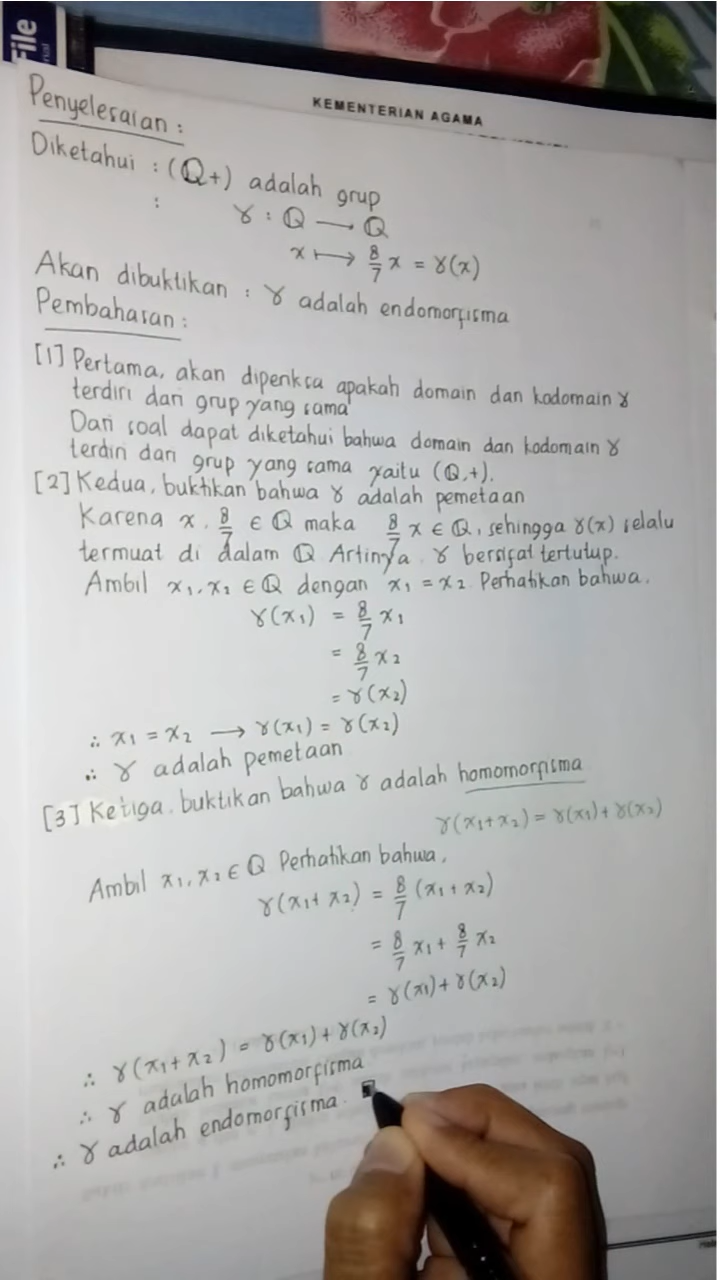 File
KEMENTERIAN AGAMA
Penyelesaian :
Diketahui : (ℚ+) adalah grup
: γ : ℚ → ℚ
x ⟼ 8/7 x = γ(x)
Akan dibuktikan : γ adalah endomorfisma
Pembahasan :
[1] Pertama, akan diperiksa apakah domain dan kodomain γ
terdiri dari grup yang sama
Dari soal dapat diketahui bahwa domain dan kodomain γ
terdiri dari grup yang sama yaitu (ℚ,+).
[2] Kedua, buktikan bahwa γ adalah pemetaan
Karena x, 8/7 ∈ ℚ maka 8/7 x ∈ ℚ, sehingga γ(x) selalu
termuat di dalam ℚ Artinya γ bersifat tertutup.
Ambil x₁, x₂ ∈ ℚ dengan x₁ = x₂ Perhatikan bahwa,
γ(x₁) = 8/7 x₁
= 8/7 x₂
= γ(x₂)
∴ x₁ = x₂ → γ(x₁) = γ(x₂)
∴ γ adalah pemetaan
[3] Ketiga, buktikan bahwa γ adalah homomorfisma
γ(x₁+x₂) = γ(x₁) + γ(x₂)
Ambil x₁, x₂ ∈ ℚ Perhatikan bahwa,
γ(x₁+x₂) = 8/7 (x₁ + x₂)
= 8/7 x₁ + 8/7 x₂
= γ(x₁) + γ(x₂)
∴ γ(x₁+x₂) = γ(x₁) + γ(x₂)
∴ γ adalah homomorfisma
∴ γ adalah endomorfisma.